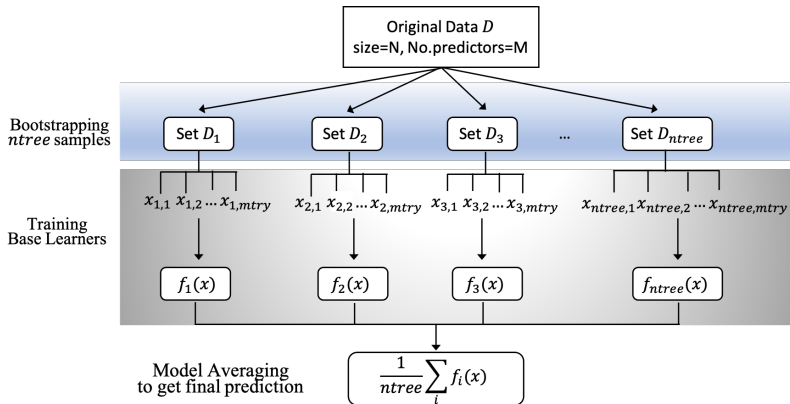 Original Data D
size=N, No.predictors=M
Bootstrapping
ntree samples
Set D₁ Set D₂ Set D₃ ... Set Dₙₜᵣₑₑ
x₁,₁ x₁,₂ ... x₁,mtry x₂,₁ x₂,₂ ... x₂,mtry x₃,₁ x₃,₂ ... x₃,mtry xntree,₁ xntree,₂ ... xntree,mtry
Training
Base Learners
f₁(x) f₂(x) f₃(x) fntree(x)
Model Averaging
to get final prediction
1/ntree ∑ᵢ fᵢ(x)